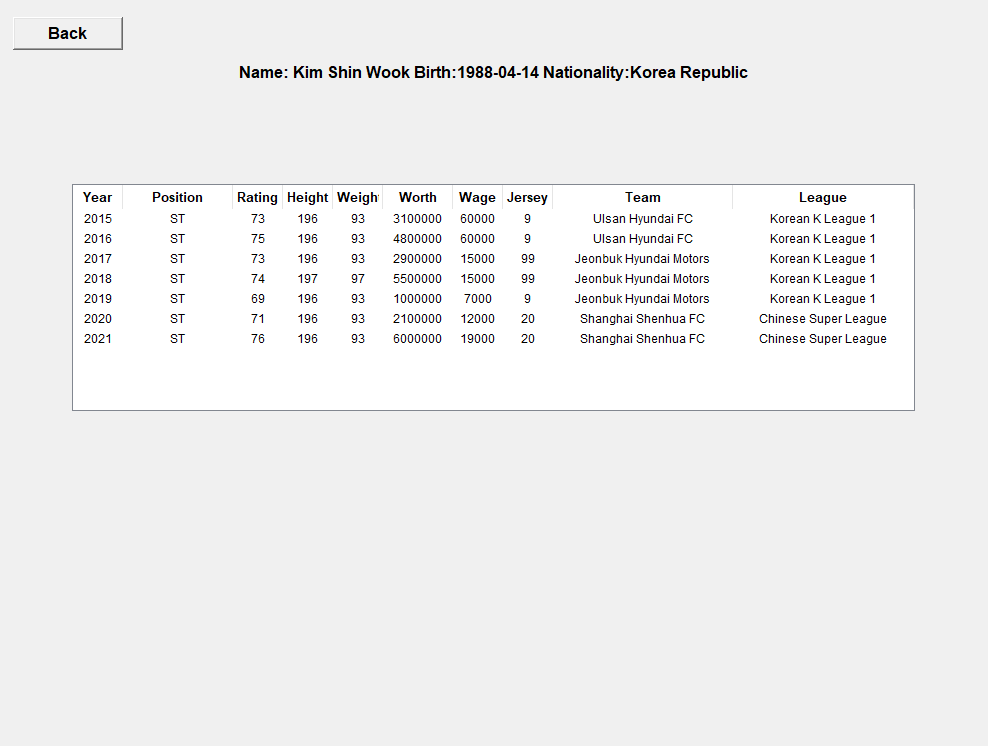 Back
Name: Kim Shin Wook Birth:1988-04-14 Nationality:Korea Republic
Year Position Rating Height Weight Worth Wage Jersey Team League
2015 ST 73 196 93 3100000 60000 9 Ulsan Hyundai FC Korean K League 1
2016 ST 75 196 93 4800000 60000 9 Ulsan Hyundai FC Korean K League 1
2017 ST 73 196 93 2900000 15000 99 Jeonbuk Hyundai Motors Korean K League 1
2018 ST 74 197 97 5500000 15000 99 Jeonbuk Hyundai Motors Korean K League 1
2019 ST 69 196 93 1000000 7000 9 Jeonbuk Hyundai Motors Korean K League 1
2020 ST 71 196 93 2100000 12000 20 Shanghai Shenhua FC Chinese Super League
2021 ST 76 196 93 6000000 19000 20 Shanghai Shenhua FC Chinese Super League